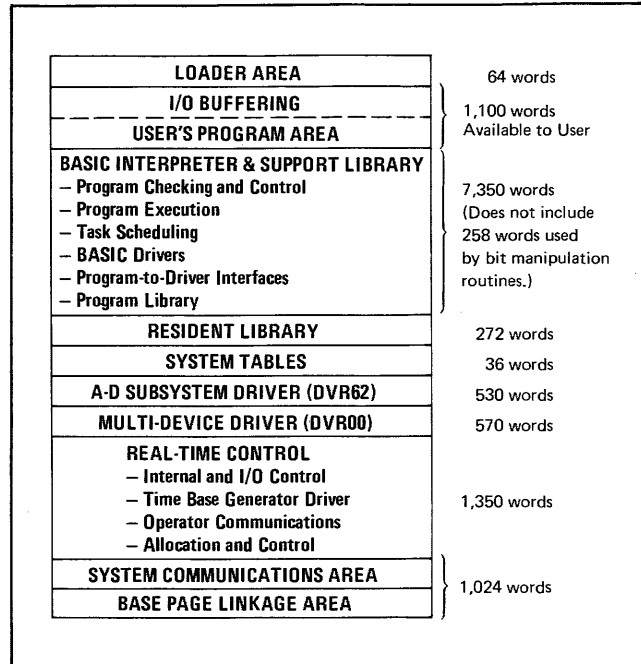 LOADER AREA
64 words
I/O BUFFERING
USER'S PROGRAM AREA
1,100 words
Available to User
BASIC INTERPRETER & SUPPORT LIBRARY
– Program Checking and Control
– Program Execution
– Task Scheduling
– BASIC Drivers
– Program-to-Driver Interfaces
– Program Library
7,350 words
(Does not include
258 words used
by bit manipulation
routines.)
RESIDENT LIBRARY
272 words
SYSTEM TABLES
36 words
A-D SUBSYSTEM DRIVER (DVR62)
530 words
MULTI-DEVICE DRIVER (DVR00)
570 words
REAL-TIME CONTROL
– Internal and I/O Control
– Time Base Generator Driver
– Operator Communications
– Allocation and Control
1,350 words
SYSTEM COMMUNICATIONS AREA
BASE PAGE LINKAGE AREA
1,024 words